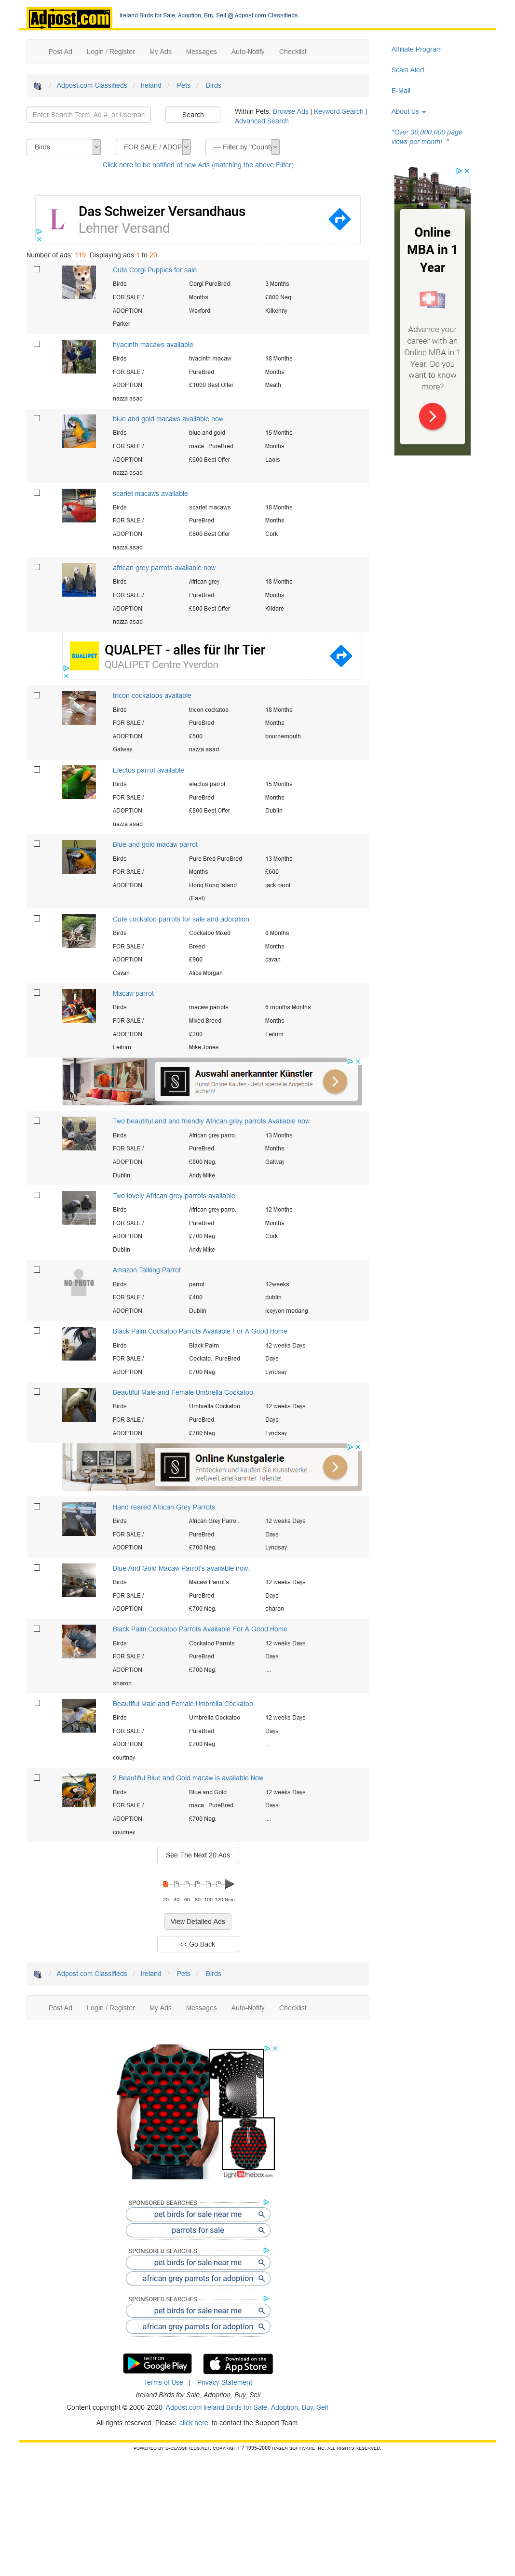 Adpost.com
Ireland Birds for Sale, Adoption, Buy, Sell @ Adpost.com Classifieds
Post Ad Login / Register My Ads Messages Auto-Notify Checklist
Affiliate Program
Scam Alert
E-Mail
About Us
"Over 30,000,000 page
views per month!. "
/ Adpost.com Classifieds / Ireland / Pets / Birds
Enter Search Term, Ad #, or Usernam
Search
Within Pets: Browse Ads | Keyword Search |
Advanced Search
Birds
FOR SALE / ADOP
--- Filter by "County
Click here to be notified of new Ads (matching the above Filter)
L
Das Schweizer Versandhaus
Lehner Versand
Online
MBA in 1
Year
Advance your
career with an
Online MBA in 1
Year. Do you
want to know
more?
Number of ads: 119. Displaying ads 1 to 20.
Cute Corgi Puppies for sale
Birds Corgi PureBred 3 Months
FOR SALE / Months £800 Neg.
ADOPTION: Wexford Kilkenny
Parker
hyacinth macaws available
Birds hyacinth macaw 18 Months
FOR SALE / PureBred Months
ADOPTION: £1000 Best Offer Meath
nazza asad
blue and gold macaws available now
Birds blue and gold 15 Months
FOR SALE / maca.. PureBred Months
ADOPTION: £600 Best Offer Laois
nazza asad
scarlet macaws available
Birds scarlet macaws 18 Months
FOR SALE / PureBred Months
ADOPTION: £600 Best Offer Cork
nazza asad
african grey parrots available now
Birds African grey 18 Months
FOR SALE / PureBred Months
ADOPTION: £500 Best Offer Kildare
nazza asad
QUALIPET
QUALPET - alles für Ihr Tier
QUALIPET Centre Yverdon
tricon cockatoos available
Birds tricon cockatoo 18 Months
FOR SALE / PureBred Months
ADOPTION: £500 bournemouth
Galway nazza asad
Electos parrot available
Birds electus parrot 15 Months
FOR SALE / PureBred Months
ADOPTION: £800 Best Offer Dublin
nazza asad
Blue and gold macaw parrot
Birds Pure Bred PureBred 13 Months
FOR SALE / Months £600
ADOPTION: Hong Kong Island jack carol
(East)
Cute cockatoo parrots for sale and adorption
Birds Cockatoo Mixed 8 Months
FOR SALE / Breed Months
ADOPTION: £900 cavan
Cavan Alice Morgan
Macaw parrot
Birds macaw parrots 6 months Months
FOR SALE / Mixed Breed Months
ADOPTION: £200 Leitrim
Leitrim Mike Jones
S
Auswahl anerkannter Künstler
Kunst Online Kaufen - Jetzt spezielle Angebote
sichern!
Two beautiful and and friendly African grey parrots Available now
Birds African grey parro.. 13 Months
FOR SALE / PureBred Months
ADOPTION: £800 Neg. Galway
Dublin Andy Mike
Two lovely African grey parrots available
Birds African grey parro.. 12 Months
FOR SALE / PureBred Months
ADOPTION: £700 Neg. Cork
Dublin Andy Mike
NO PHOTO
Amazon Talking Parrot
Birds parrot 12weeks
FOR SALE / £400 dublin
ADOPTION: Dublin iceyyon medang
Black Palm Cockatoo Parrots Available For A Good Home
Birds Black Palm 12 weeks Days
FOR SALE / Cockato.. PureBred Days
ADOPTION: £700 Neg. Lyndsay
Beautiful Male and Female Umbrella Cockatoo
Birds Umbrella Cockatoo 12 weeks Days
FOR SALE / PureBred Days
ADOPTION: £700 Neg. Lyndsay
S
Online Kunstgalerie
Entdecken und kaufen Sie Kunstwerke
weltweit anerkannter Talente!
Hand reared African Grey Parrots
Birds African Grey Parro.. 12 weeks Days
FOR SALE / PureBred Days
ADOPTION: £700 Neg. Lyndsay
Blue And Gold Macaw Parrot's available now.
Birds Macaw Parrot's 12 weeks Days
FOR SALE / PureBred Days
ADOPTION: £700 Neg. sharon
Black Palm Cockatoo Parrots Available For A Good Home
Birds Cockatoo Parrots 12 weeks Days
FOR SALE / PureBred Days
ADOPTION: £700 Neg. ...
sharon
Beautiful Male and Female Umbrella Cockatoo
Birds Umbrella Cockatoo 12 weeks Days
FOR SALE / PureBred Days
ADOPTION: £700 Neg. ...
courtney
2 Beautiful Blue and Gold macaw is available Now
Birds Blue and Gold 12 weeks Days
FOR SALE / maca.. PureBred Days
ADOPTION: £700 Neg. ...
courtney
See The Next 20 Ads
20 40 60 80 100 120 Next
View Detailed Ads
<< Go Back
/ Adpost.com Classifieds / Ireland / Pets / Birds
Post Ad Login / Register My Ads Messages Auto-Notify Checklist
Light in the box.com
SPONSORED SEARCHES
pet birds for sale near me
parrots for sale
SPONSORED SEARCHES
pet birds for sale near me
african grey parrots for adoption
SPONSORED SEARCHES
pet birds for sale near me
african grey parrots for adoption
GET IT ON
Google Play
Download on the
App Store
Terms of Use | Privacy Statement
Ireland Birds for Sale, Adoption, Buy, Sell
Content copyright © 2000-2020 Adpost.com Ireland Birds for Sale, Adoption, Buy, Sell
All rights reserved. Please click here to contact the Support Team.
POWERED BY E-CLASSIFIEDS.NET. COPYRIGHT ? 1995-2000 HAGEN SOFTWARE INC. ALL RIGHTS RESERVED.